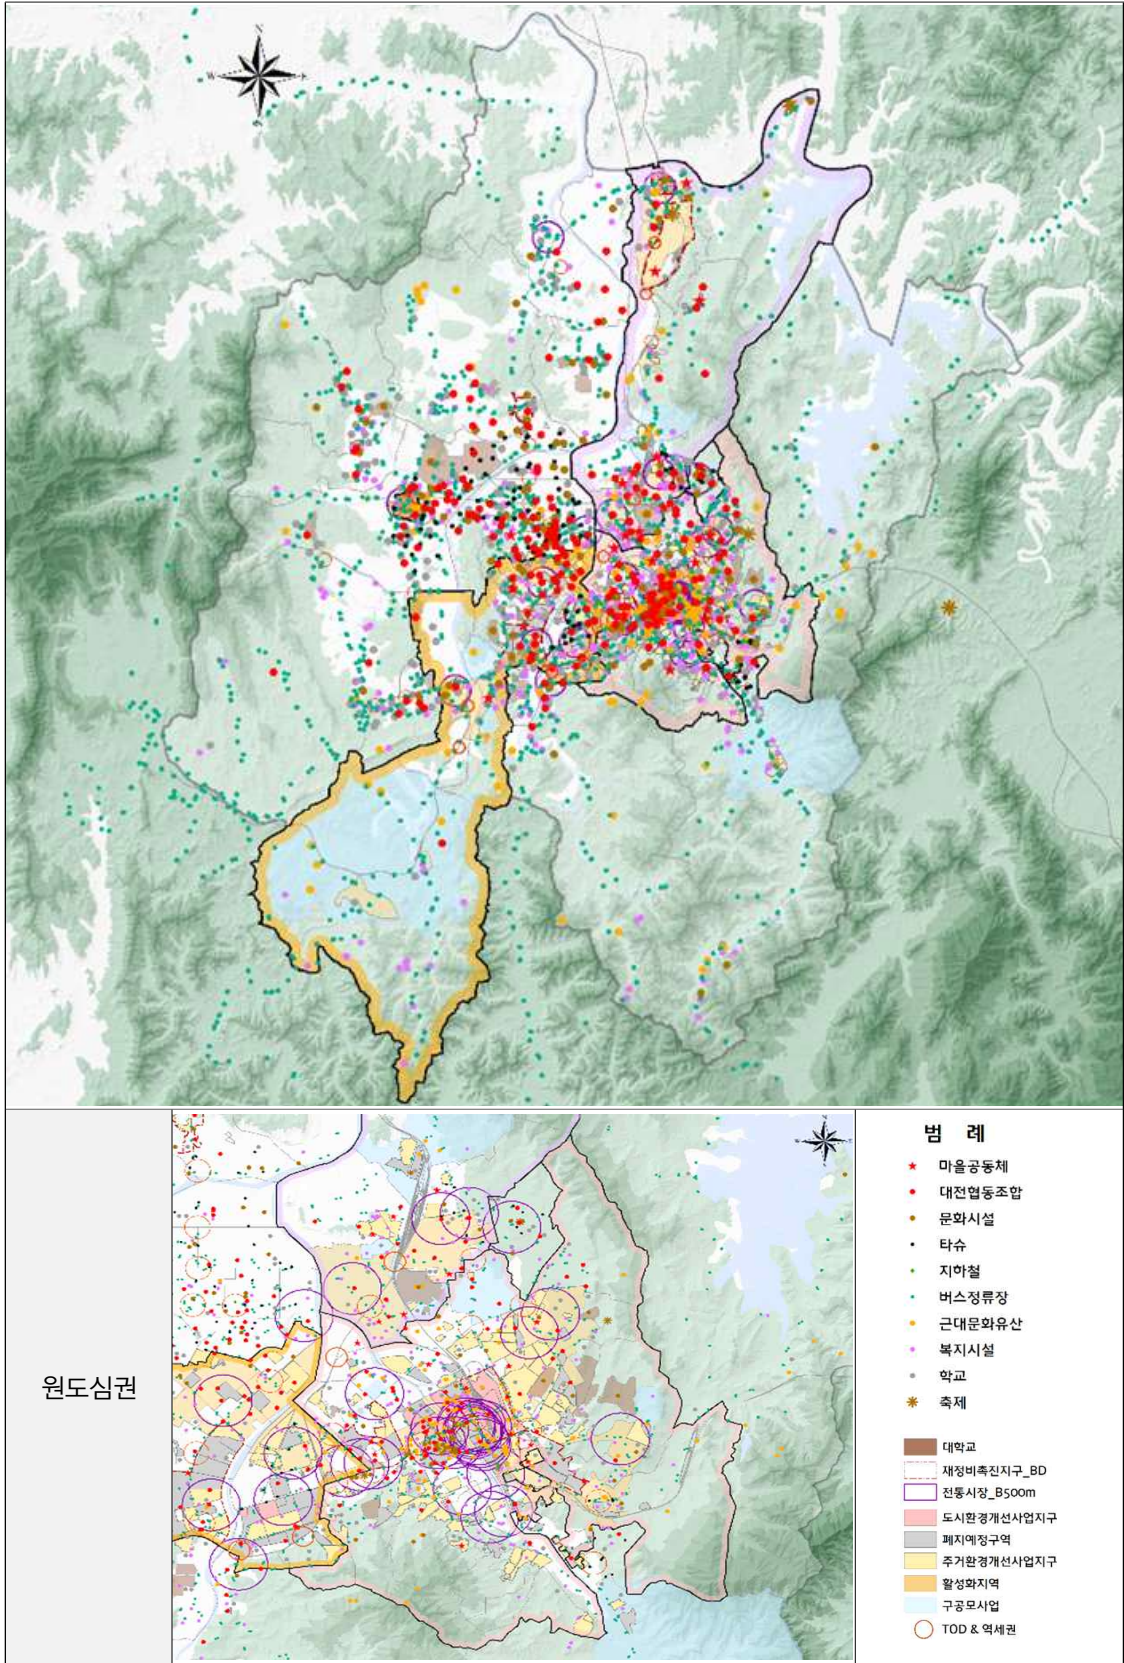 N
W
원도심권
범 례
마을공동체
대전협동조합
문화시설
타슈
지하철
버스정류장
근대문화유산
복지시설
학교
축제
대학교
재정비촉진지구_BD
전통시장_B500m
도시환경개선사업지구
폐지예정구역
주거환경개선사업지구
활성화지역
구공모사업
TOD & 역세권